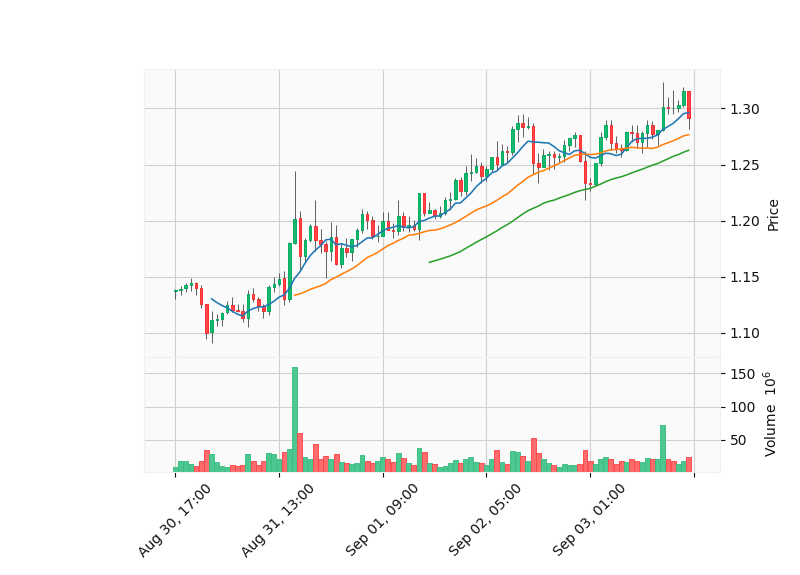 1.30
1.25
1.20
1.15
1.10
Price
150
100
50
Volume 10^6
Aug 30, 17:00
Aug 31, 13:00
Sep 01, 09:00
Sep 02, 05:00
Sep 03, 01:00